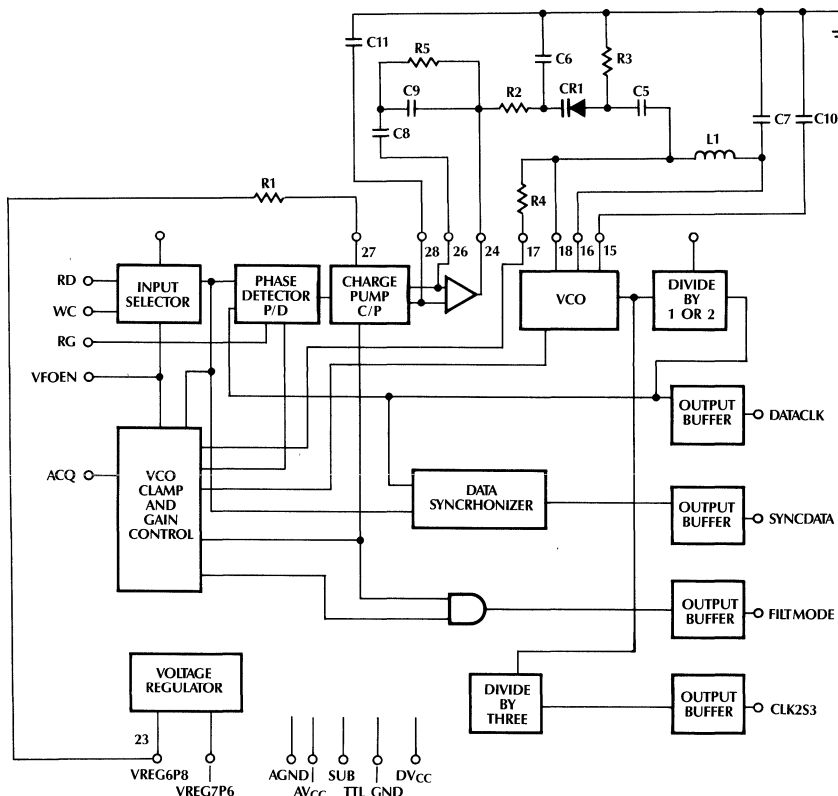 C11
R5
C6
R3
C9
R2
CR1
C5
C7
C10
C8
L1
R1
R4
27
28
26
24
17
18
16
15
RD
WC
RG
VFOEN
ACQ
INPUT
SELECTOR
PHASE
DETECTOR
P/D
CHARGE
PUMP
C/P
VCO
DIVIDE
BY
1 OR 2
OUTPUT
BUFFER
DATACLK
VCO
CLAMP
AND
GAIN
CONTROL
DATA
SYNCRHONIZER
OUTPUT
BUFFER
SYNCDATA
OUTPUT
BUFFER
FILTMODE
VOLTAGE
REGULATOR
DIVIDE
BY
THREE
OUTPUT
BUFFER
CLK2S3
23
VREG6P8
VREG7P6
AGND
AVCC
SUB
TTL GND
DVCC